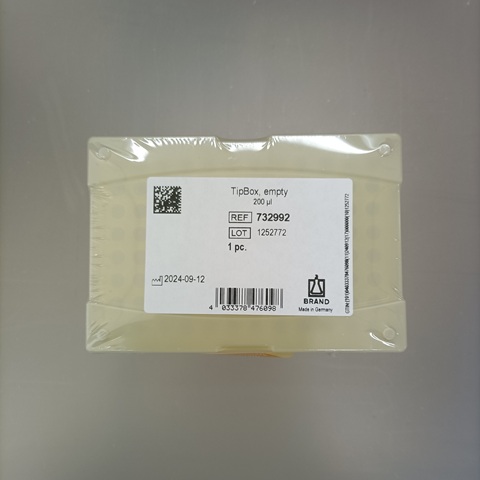 TipBox, empty
200 µl
REF 732992
LOT 1252772
1 pc.
2024-09-12
4 033378 476098
BRAND
Made in Germany